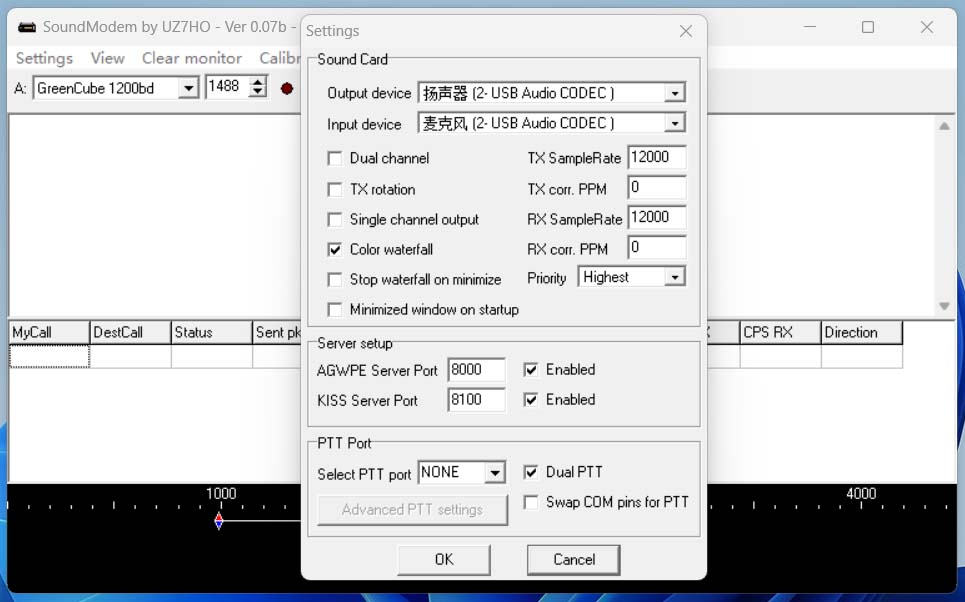 SoundModem by UZ7HO - Ver 0.07b -
Settings View Clear monitor Calibr
A: GreenCube 1200bd 1488
MyCall DestCall Status Sent pk CPS RX Direction
1000 4000
Settings
Sound Card
Output device 扬声器 (2- USB Audio CODEC )
Input device 麦克风 (2- USB Audio CODEC )
Dual channel TX SampleRate 12000
TX rotation TX corr. PPM 0
Single channel output RX SampleRate 12000
Color waterfall RX corr. PPM 0
Stop waterfall on minimize Priority Highest
Minimized window on startup
Server setup
AGWPE Server Port 8000 Enabled
KISS Server Port 8100 Enabled
PTT Port
Select PTT port NONE Dual PTT
Advanced PTT settings Swap COM pins for PTT
OK Cancel